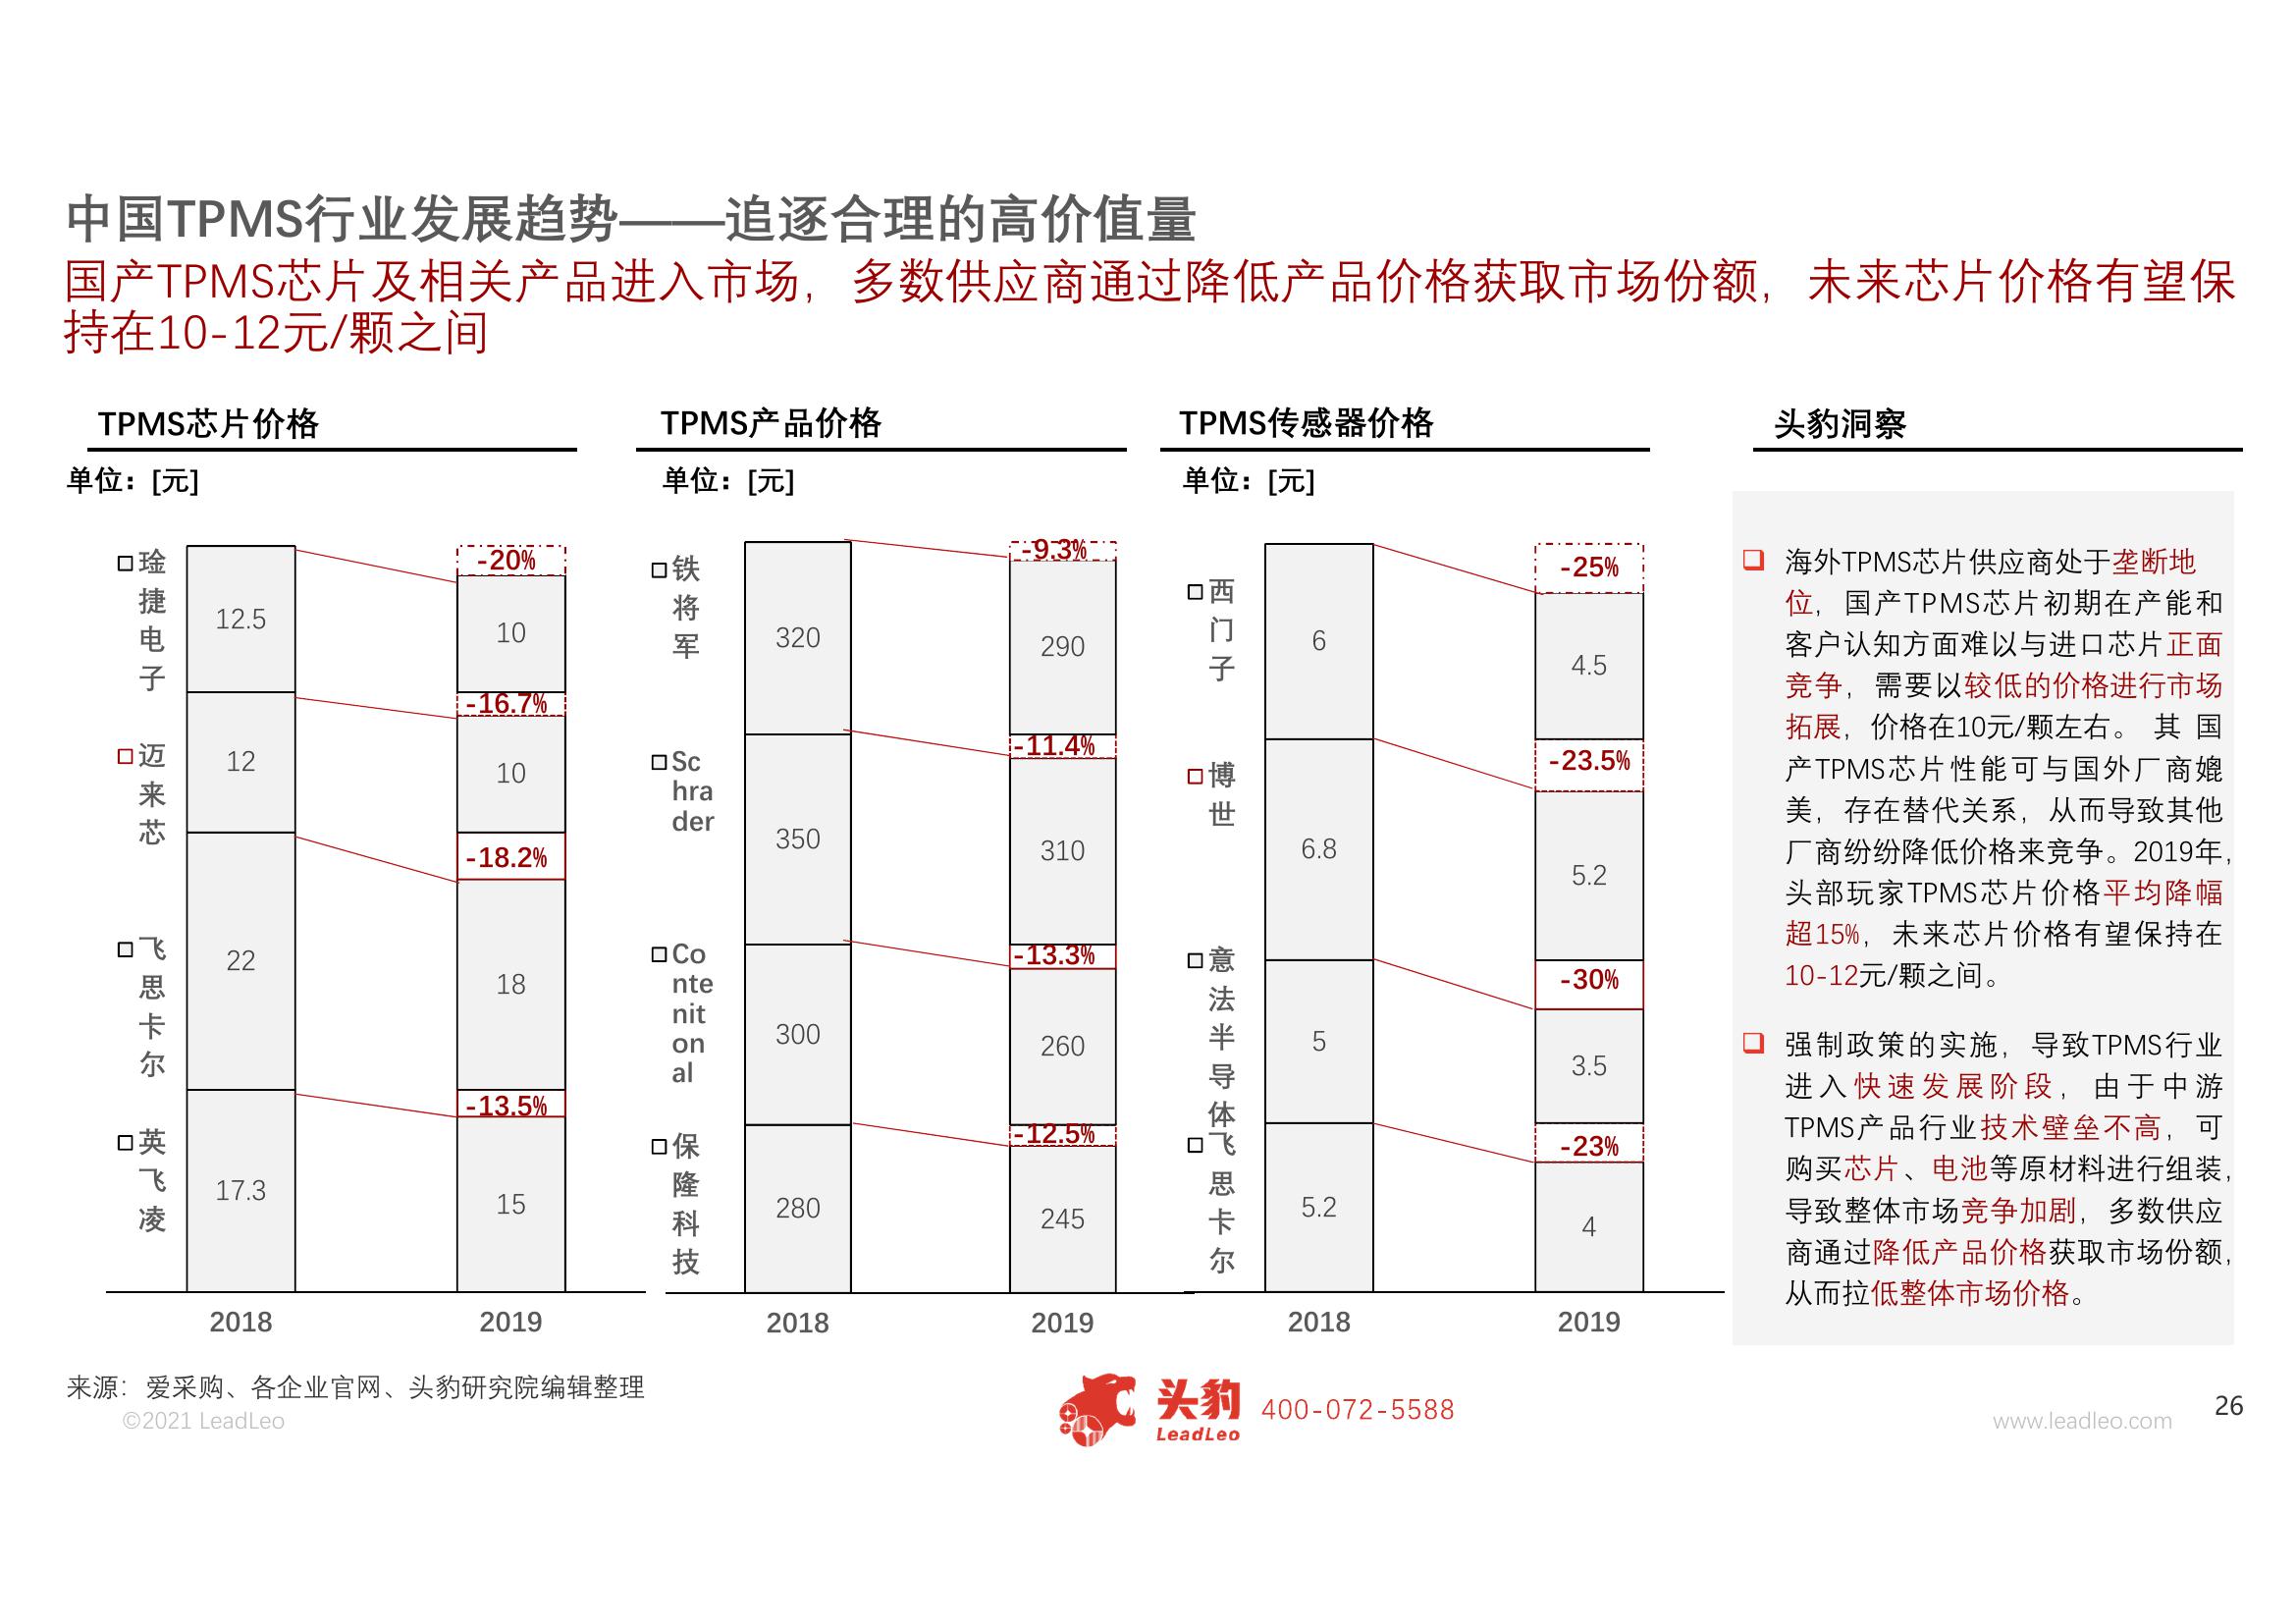 中国TPMS行业发展趋势——追逐合理的高价值量
国产TPMS芯片及相关产品进入市场，多数供应商通过降低产品价格获取市场份额，未来芯片价格有望保
持在10-12元/颗之间
TPMS芯片价格
单位：[元]
琻
捷
电
子
迈
来
芯
飞
思
卡
尔
英
飞
凌
12.5
12
22
17.3
-20%
10
-16.7%
10
-18.2%
18
-13.5%
15
2018
2019
TPMS产品价格
单位：[元]
铁
将
军
Sc
hra
der
Co
nte
nit
on
al
保
隆
科
技
320
350
300
280
-9.3%
290
-11.4%
310
-13.3%
260
-12.5%
245
2018
2019
TPMS传感器价格
单位：[元]
西
门
子
博
世
意
法
半
导
体
飞
思
卡
尔
6
6.8
5
5.2
-25%
4.5
-23.5%
5.2
-30%
3.5
-23%
4
2018
2019
头豹洞察
海外TPMS芯片供应商处于垄断地
位，国产TPMS芯片初期在产能和
客户认知方面难以与进口芯片正面
竞争，需要以较低的价格进行市场
拓展，价格在10元/颗左右。 其 国
产TPMS芯片性能可与国外厂商媲
美，存在替代关系，从而导致其他
厂商纷纷降低价格来竞争。2019年，
头部玩家TPMS芯片价格平均降幅
超15%，未来芯片价格有望保持在
10-12元/颗之间。
强制政策的实施，导致TPMS行业
进入快速发展阶段，由于中游
TPMS产品行业技术壁垒不高，可
购买芯片、电池等原材料进行组装，
导致整体市场竞争加剧，多数供应
商通过降低产品价格获取市场份额，
从而拉低整体市场价格。
来源：爱采购、各企业官网、头豹研究院编辑整理
©2021 LeadLeo
头豹
LeadLeo
400-072-5588
www.leadleo.com
26